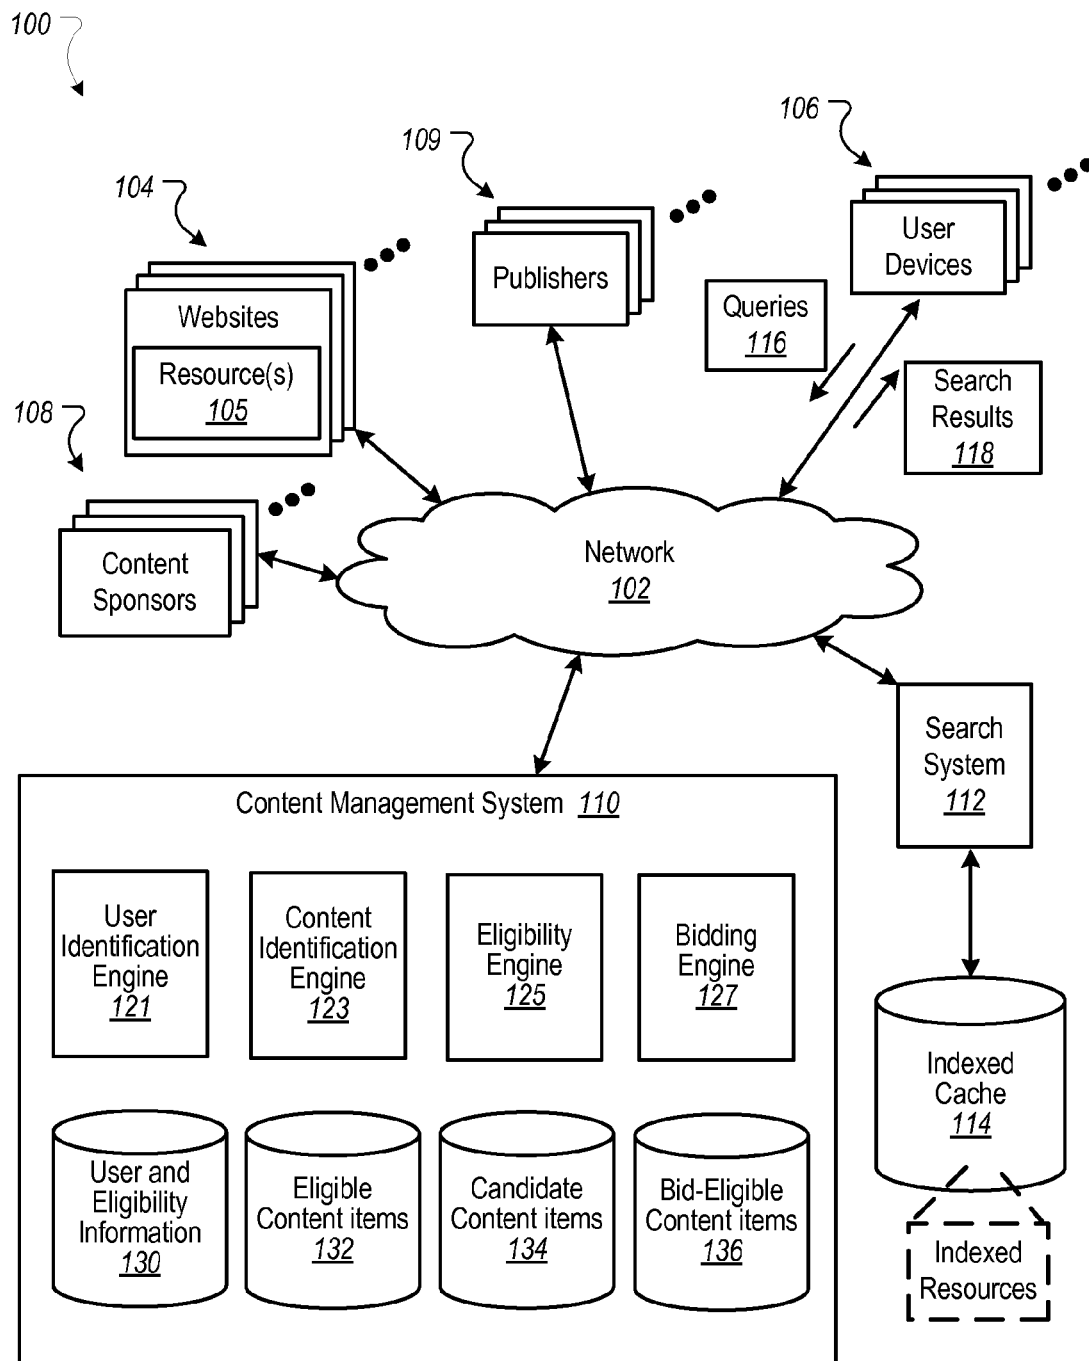 100
109
106
104
Publishers
User
Devices
Websites
Resource(s)
105
Queries
116
Search
Results
118
108
Content
Sponsors
Network
102
Search
System
112
Content Management System 110
User
Identification
Engine
121
Content
Identification
Engine
123
Eligibility
Engine
125
Bidding
Engine
127
Indexed
Cache
114
User and
Eligibility
Information
130
Eligible
Content items
132
Candidate
Content items
134
Bid-Eligible
Content items
136
Indexed
Resources